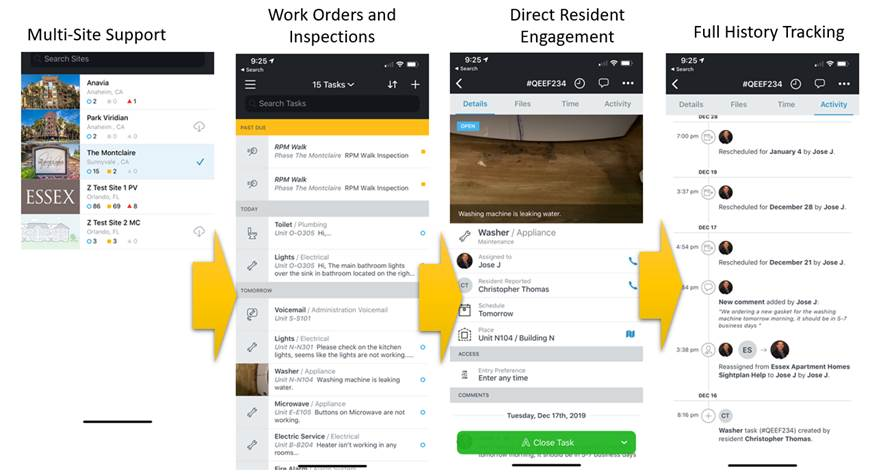 Multi-Site Support
Search Sites
Anavia
Anaheim, CA
2 0 1
Park Viridian
Anaheim, CA
2 0 0
The Montclaire
Sunnyvale, CA
15 2 0
ESSEX
Z Test Site 1 PV
Orlando, FL
86 69 8
Z Test Site 2 MC
Orlando, FL
3 3 0
Work Orders and
Inspections
9:25
Search
15 Tasks
Search Tasks
PAST DUE
RPM Walk
Phase The Montclaire RPM Walk Inspection
RPM Walk
Phase The Montclaire RPM Walk Inspection
TODAY
Toilet / Plumbing
Unit O-O305 Hi,...
Lights / Electrical
Unit O-O305 Hi, The main bathroom lights
over the sink in bathroom located on the righ...
TOMORROW
Voicemail / Administration Voicemail
Unit S-S101
Lights / Electrical
Unit N-N301 Please check on the kitchen
lights, seems like the lights are not working....
Washer / Appliance
Unit N-N104 Washing machine is leaking
water.
Microwave / Appliance
Unit E-E105 Buttons on Microwave are not
working.
Electric Service / Electrical
Unit B-B204 Heater isn't working in any
rooms...
Fire Alarm / 
Direct Resident
Engagement
9:25
Search
#QEEF234
Details Files Time Activity
OPEN
Washing machine is leaking water.
Washer / Appliance
Maintenance
Assigned to
Jose J
CT
Resident Reported
Christopher Thomas
Schedule
Tomorrow
Place
Unit N104 / Building N
ACCESS
Entry Preference
Enter any time
COMMENTS
Tuesday, Dec 17th, 2019
Close Task
tomorrow morning, it should be in 5-7
Full History Tracking
9:25
Search
#QEEF234
Details Files Time Activity
DEC 28
7:00 pm
Rescheduled for January 4 by Jose J.
DEC 19
3:37 pm
Rescheduled for December 28 by Jose J.
DEC 17
4:54 pm
Rescheduled for December 21 by Jose J.
New comment added by Jose J:
"We ordering a new gasket for the washing
machine tomorrow morning, it should be in 5-7
business days "
3:38 pm
ES
Reassigned from Essex Apartment Homes
Sightplan Help to Jose J by Jose J.
DEC 16
8:16 pm
CT
Washer task (#QEEF234) created by
resident Christopher Thomas.